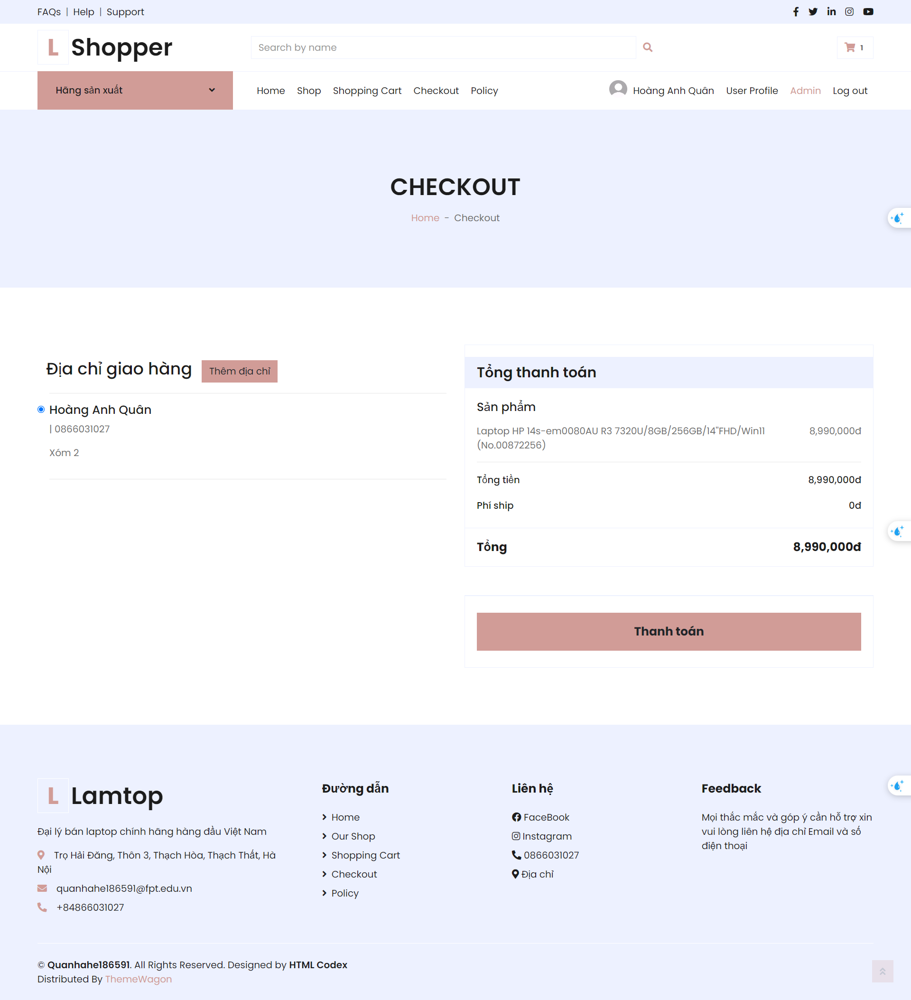 FAQs | Help | Support
L Shopper
Search by name
1
Hãng sản xuất
Home Shop Shopping Cart Checkout Policy
Hoàng Anh Quân User Profile Admin Log out
CHECKOUT
Home - Checkout
Địa chỉ giao hàng
Thêm địa chỉ
Hoàng Anh Quân
| 0866031027
Xóm 2
Tổng thanh toán
Sản phẩm
Laptop HP 14s-em0080AU R3 7320U/8GB/256GB/14"FHD/Win11 8,990,000đ
(No.00872256)
Tổng tiền 8,990,000đ
Phí ship 0đ
Tổng 8,990,000đ
Thanh toán
L Lamtop
Đại lý bán laptop chính hãng hàng đầu Việt Nam
Trọ Hải Đăng, Thôn 3, Thạch Hòa, Thạch Thất, Hà
Nội
quanhahe186591@fpt.edu.vn
+84866031027
Đường dẫn
Home
Our Shop
Shopping Cart
Checkout
Policy
Liên hệ
FaceBook
Instagram
0866031027
Địa chỉ
Feedback
Mọi thắc mắc và góp ý cần hỗ trợ xin
vui lòng liên hệ địa chỉ Email và số
điện thoại
© Quanhahe186591. All Rights Reserved. Designed by HTML Codex
Distributed By ThemeWagon